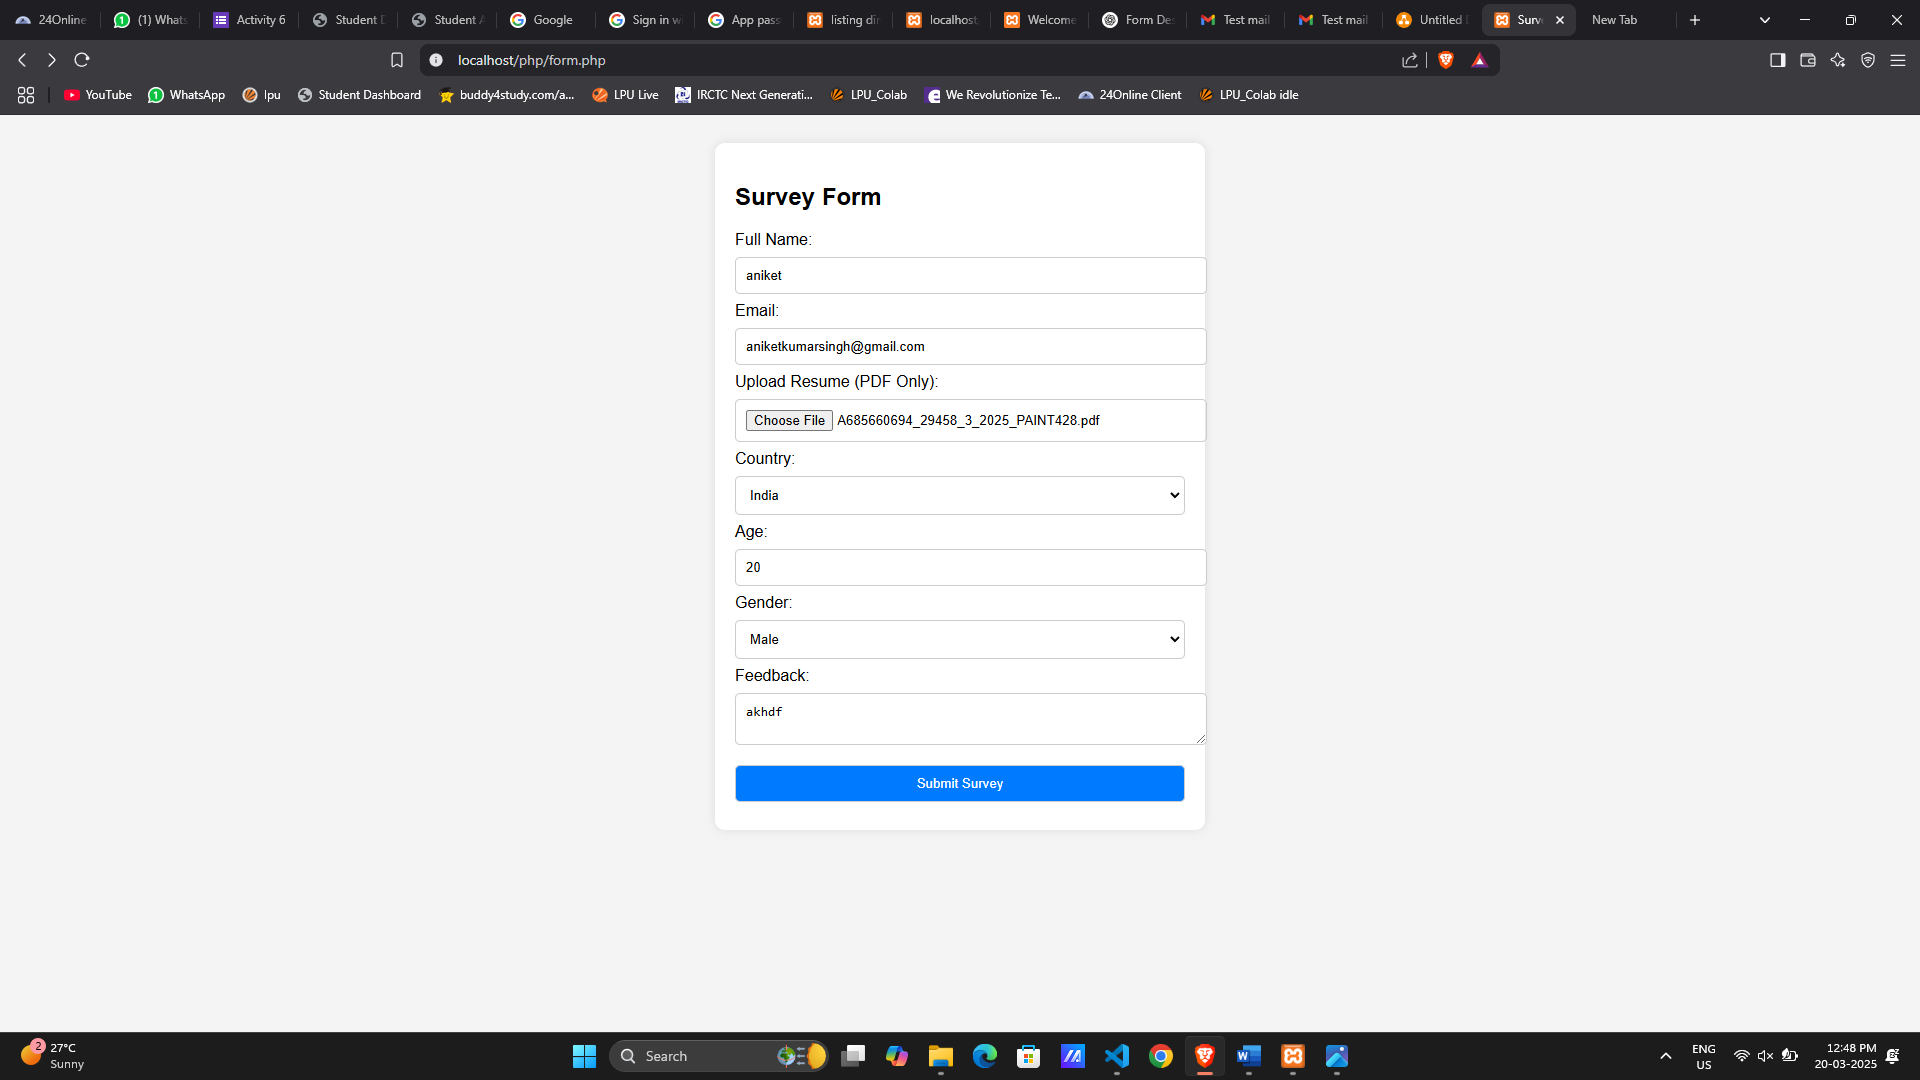 24Online
(1) Whats
Activity 6
Student D
Student A
Google
Sign in w
App pass
listing dir
localhost
Welcome
Form Des
Test mail
Test mail
Untitled
Surve
New Tab
localhost/php/form.php
YouTube
WhatsApp
lpu
Student Dashboard
buddy4study.com/a...
LPU Live
IRCTC Next Generati...
LPU_Colab
We Revolutionize Te...
24Online Client
LPU_Colab idle
Survey Form
Full Name:
aniket
Email:
aniketkumarsingh@gmail.com
Upload Resume (PDF Only):
Choose File A685660694_29458_3_2025_PAINT428.pdf
Country:
India
Age:
20
Gender:
Male
Feedback:
akhdf
Submit Survey
2
27°C
Sunny
Search
ENG
US
12:48 PM
20-03-2025